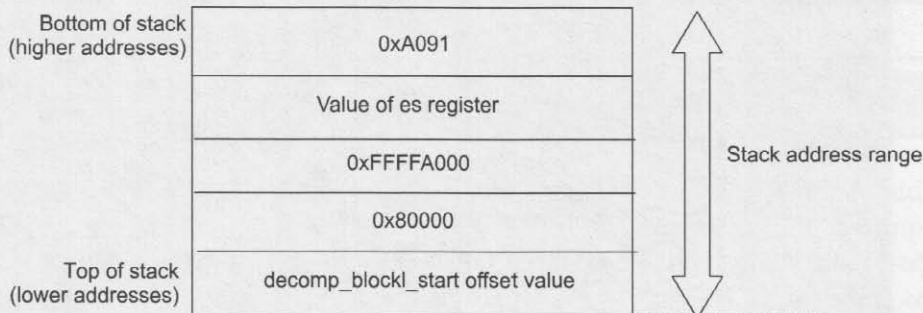 Bottom of stack
(higher addresses)
0xA091
Value of es register
0xFFFFA000
Stack address range
0x80000
Top of stack
(lower addresses)
decomp_blockl_start offset value